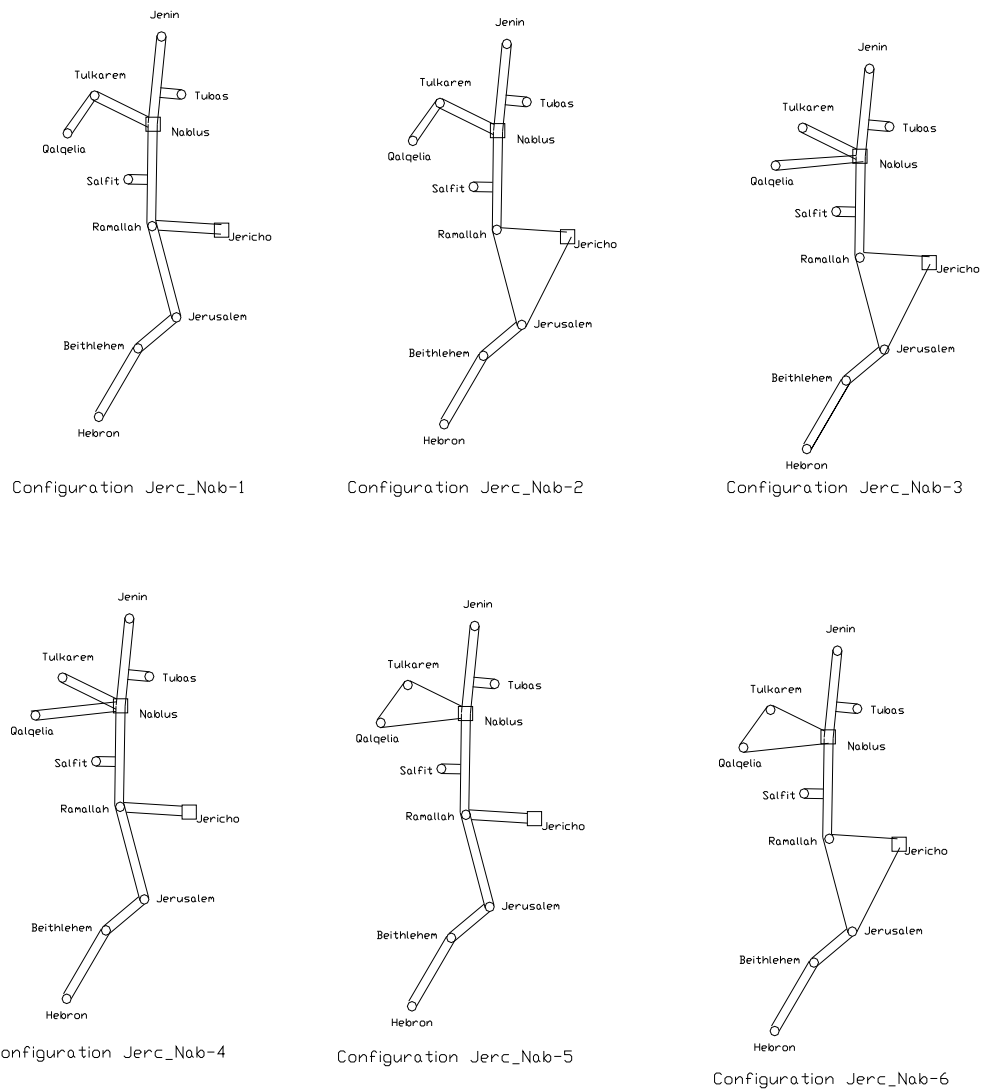 Jenin
Tulkarem
Tubas
Nablus
Qalqelia
Salfit
Ramallah
Jericho
Jerusalem
Beithlehem
Hebron
Configuration Jerc_Nab-1
Jenin
Tulkarem
Tubas
Nablus
Qalqelia
Salfit
Ramallah
Jericho
Jerusalem
Beithlehem
Hebron
Configuration Jerc_Nab-2
Jenin
Tulkarem
Tubas
Nablus
Qalqelia
Salfit
Ramallah
Jericho
Jerusalem
Beithlehem
Hebron
Configuration Jerc_Nab-3
Jenin
Tulkarem
Tubas
Nablus
Qalqelia
Salfit
Ramallah
Jericho
Jerusalem
Beithlehem
Hebron
onfiguration Jerc_Nab-4
Jenin
Tulkarem
Tubas
Nablus
Qalqelia
Salfit
Ramallah
Jericho
Jerusalem
Beithlehem
Hebron
Configuration Jerc_Nab-5
Jenin
Tulkarem
Tubas
Nablus
Qalqelia
Salfit
Ramallah
Jericho
Jerusalem
Beithlehem
Hebron
Configuration Jerc_Nab-6